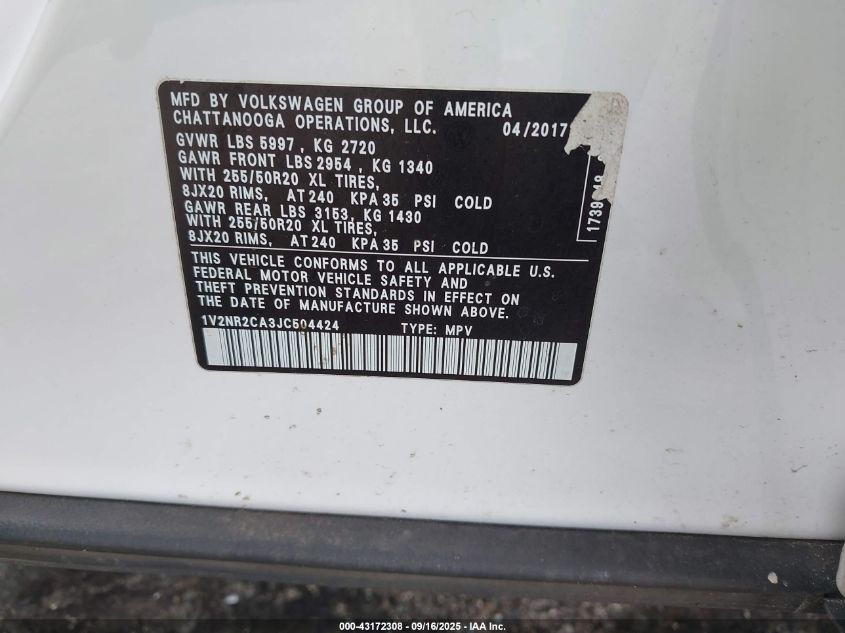 MFD BY VOLKSWAGEN GROUP OF AMERICA
CHATTANOOGA OPERATIONS, LLC. 04/2017
GVWR LBS 5997 , KG 2720
GAWR FRONT LBS 2954 , KG 1340
WITH 255/50R20 XL TIRES,
8JX20 RIMS, AT 240 KPA 35 PSI COLD
GAWR REAR LBS 3153, KG 1430
WITH 255/50R20 XL TIRES,
8JX20 RIMS, AT 240 KPA 35 PSI COLD
THIS VEHICLE CONFORMS TO ALL APPLICABLE U.S.
FEDERAL MOTOR VEHICLE SAFETY AND
THEFT PREVENTION STANDARDS IN EFFECT ON
THE DATE OF MANUFACTURE SHOWN ABOVE.
1V2NR2CA3JC504424 TYPE: MPV
000-43172308 - 09/16/2025 - IAA Inc.